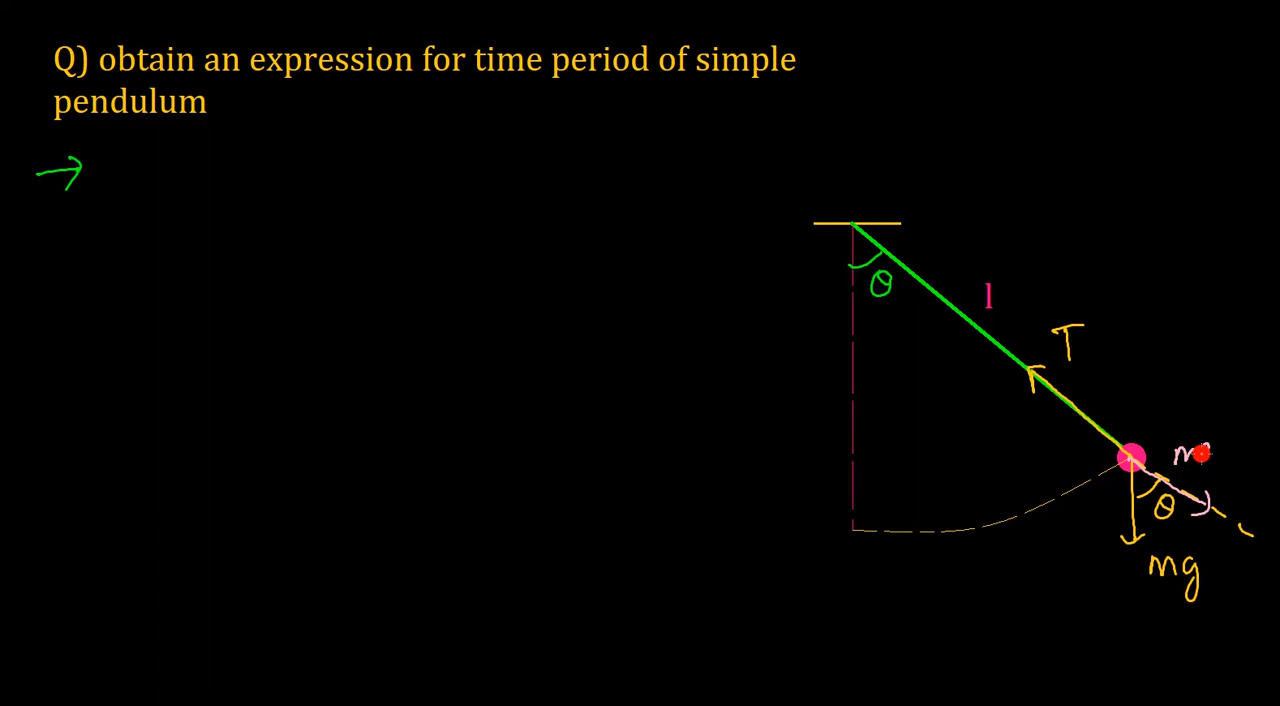 Q) obtain an expression for time period of simple
pendulum
θ
l
T
m
θ
mg